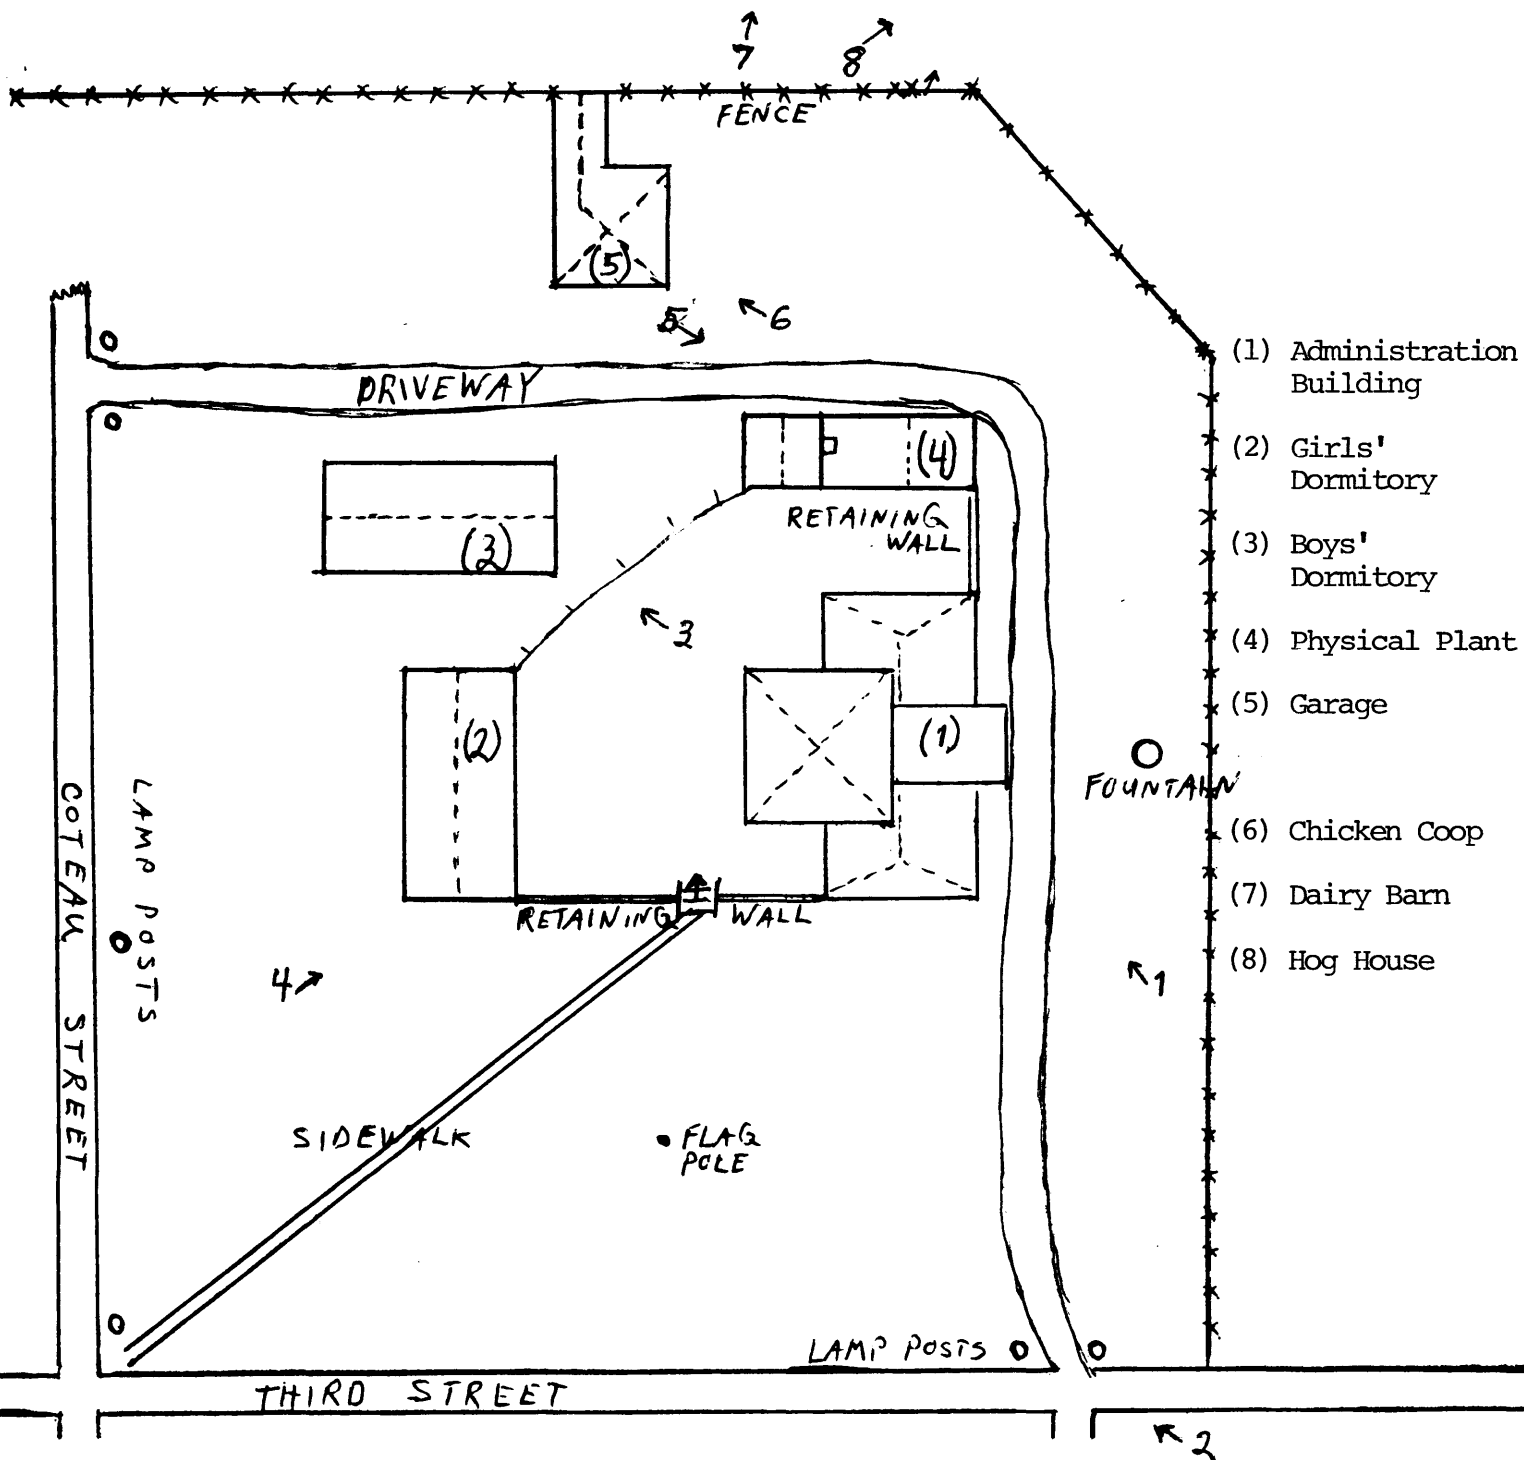 7
8
FENCE
(5)
5
6
DRIVEWAY
(1) Administration
Building
(2) Girls'
Dormitory
(3) Boys'
Dormitory
(4) Physical Plant
(5) Garage
(6) Chicken Coop
(7) Dairy Barn
(8) Hog House
(4)
RETAINING
WALL
(3)
3
(2)
(1)
FOUNTAIN
COTEAU STREET
LAMP POSTS
RETAINING WALL
4
1
SIDEWALK
FLAG
POLE
LAMP POSTS
THIRD STREET
2